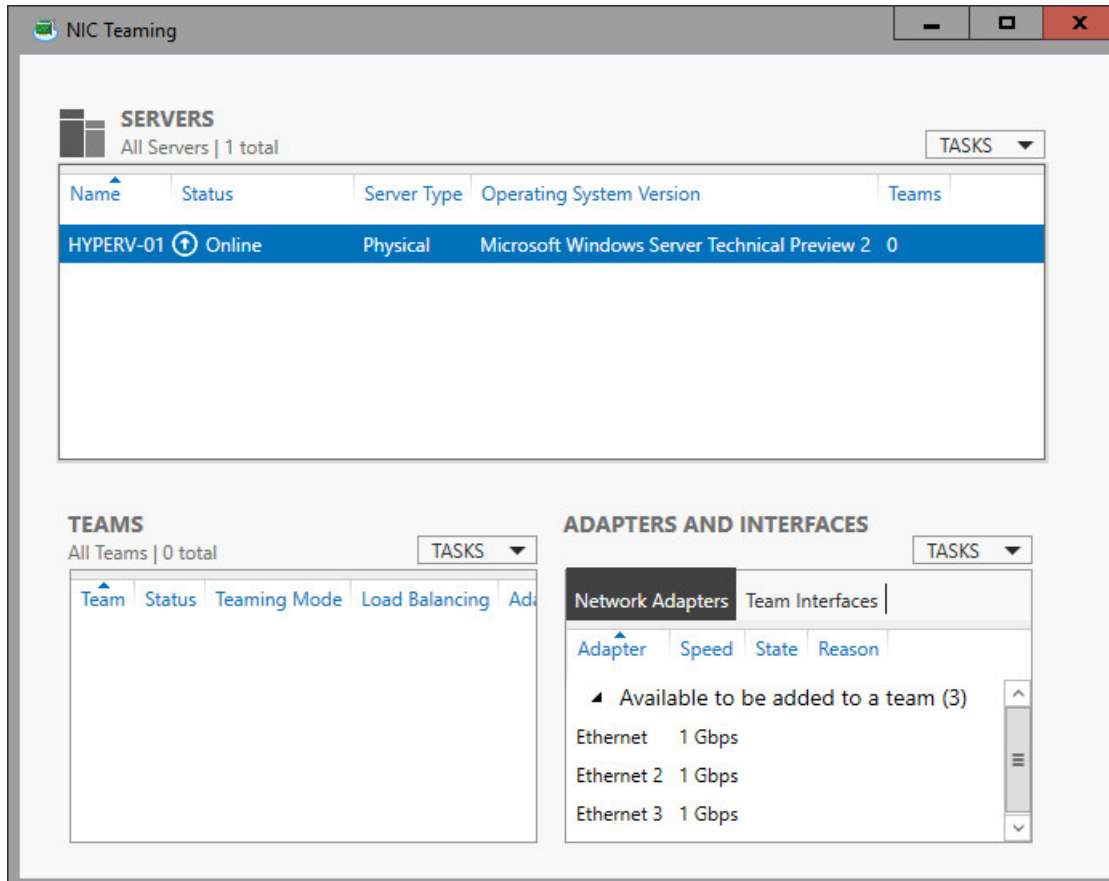 NIC Teaming
SERVERS
All Servers | 1 total
TASKS
Name Status Server Type Operating System Version Teams
HYPERV-01 Online Physical Microsoft Windows Server Technical Preview 2 0
TEAMS
All Teams | 0 total
TASKS
Team Status Teaming Mode Load Balancing Ada
ADAPTERS AND INTERFACES
TASKS
Network Adapters Team Interfaces
Adapter Speed State Reason
Available to be added to a team (3)
Ethernet 1 Gbps
Ethernet 2 1 Gbps
Ethernet 3 1 Gbps